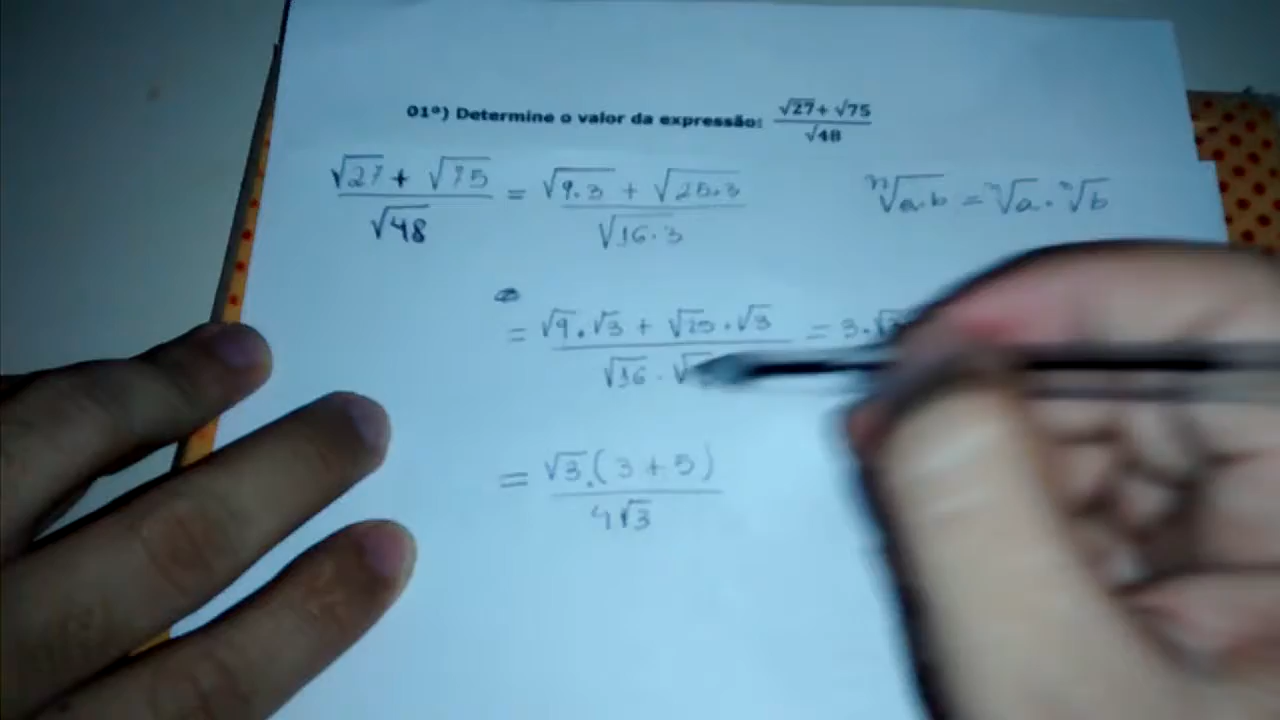 01ª) Determine o valor da expressão: (√27 + √75)/√48
(√27 + √75)/√48 = (√9.3 + √25.3)/√16.3
ⁿ√a.b = ⁿ√a . ⁿ√b
= (√9 . √3 + √25 . √3)/√16 . √ = 3.√
= √3.(3 + 5)/4√3